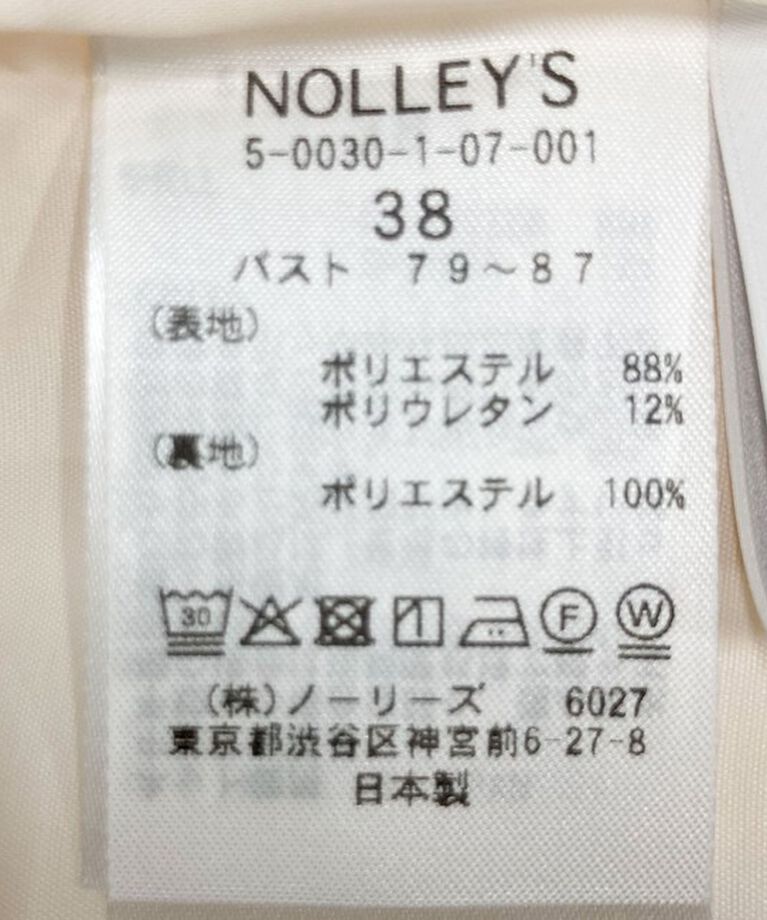 NOLLEY'S
5-0030-1-07-001
38
バスト 79〜87
(表地)
ポリエステル 88%
ポリウレタン 12%
(裏地)
ポリエステル 100%
30 F W
(株)ノーリーズ 6027
東京都渋谷区神宮前6-27-8
日本製